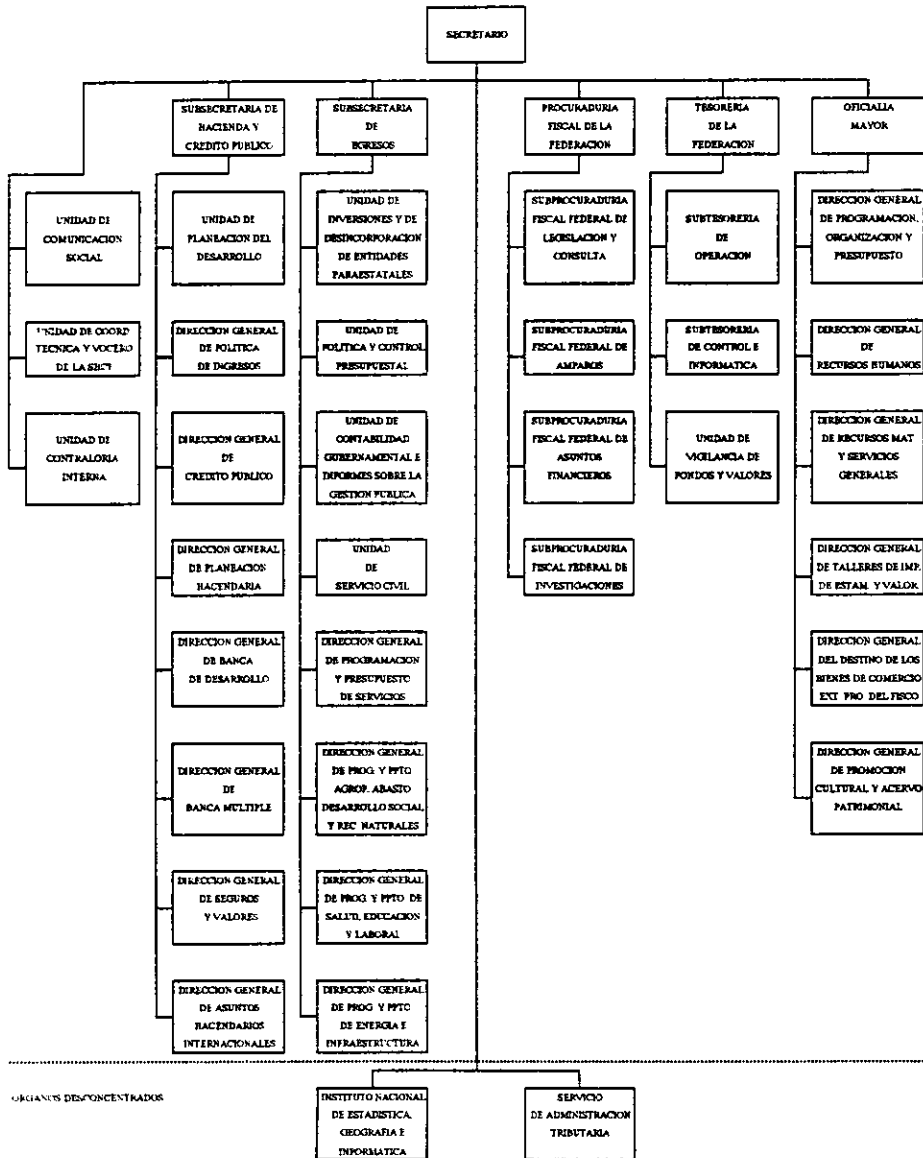 SECRETARIO
SUBSECRETARIA DE
HACIENDA Y
CREDITO PUBLICO
SUBSECRETARIA
DE
EGRESOS
PROCURADURIA
FISCAL DE LA
FEDERACION
TESORERIA
DE LA
FEDERACION
OFICIALIA
MAYOR
UNIDAD DE
COMUNICACION
SOCIAL
UNIDAD DE
PLANEACION DEL
DESARROLLO
UNIDAD DE
INVERSIONES Y DE
DESINCORPORACION
DE ENTIDADES
PARAESTATALES
SUBPROCURADURIA
FISCAL FEDERAL DE
LEGISLACION Y
CONSULTA
SUBTESORERIA
DE
OPERACION
DIRECCION GENERAL
DE PROGRAMACION,
ORGANIZACION Y
PRESUPUESTO
UNIDAD DE COORD
TECNICA Y VOCERO
DE LA SHCP
DIRECCION GENERAL
DE POLITICA
DE INGRESOS
UNIDAD DE
POLITICA Y CONTROL
PRESUPUESTAL
SUBPROCURADURIA
FISCAL FEDERAL DE
AMPAROS
SUBTESORERIA
DE CONTROL E
INFORMATICA
DIRECCION GENERAL
DE
RECURSOS HUMANOS
UNIDAD DE
CONTRALORIA
INTERNA
DIRECCION GENERAL
DE
CREDITO PUBLICO
UNIDAD DE
CONTABILIDAD
GUBERNAMENTAL E
INFORMES SOBRE LA
GESTION PUBLICA
SUBPROCURADURIA
FISCAL FEDERAL DE
ASUNTOS
FINANCIEROS
UNIDAD DE
VIGILANCIA DE
FONDOS Y VALORES
DIRECCION GENERAL
DE RECURSOS MAT
Y SERVICIOS
GENERALES
DIRECCION GENERAL
DE PLANEACION
HACENDARIA
UNIDAD
DE
SERVICIO CIVIL
SUBPROCURADURIA
FISCAL FEDERAL DE
INVESTIGACIONES
DIRECCION GENERAL
DE TALLERES DE IMP.
DE ESTAM. Y VALOR.
DIRECCION GENERAL
DE BANCA
DE DESARROLLO
DIRECCION GENERAL
DE PROGRAMACION
Y PRESUPUESTO
DE SERVICIOS
DIRECCION GENERAL
DEL DESTINO DE LOS
BIENES DE COMERCIO
EXT PRO DEL FISCO
DIRECCION GENERAL
DE
BANCA MULTIPLE
DIRECCION GENERAL
DE PROG. Y PPTO
AGROP. ABASTO
DESARROLLO SOCIAL
Y REC NATURALES
DIRECCION GENERAL
DE PROMOCION
CULTURAL Y ACERVO
PATRIMONIAL
DIRECCION GENERAL
DE SEGUROS
Y VALORES
DIRECCION GENERAL
DE PROG Y PPTO DE
SALUD, EDUCACION
Y LABORAL
DIRECCION GENERAL
DE ASUNTOS
HACENDARIOS
INTERNACIONALES
DIRECCION GENERAL
DE PROG Y PPTO
DE ENERGIA E
INFRAESTRUCTURA
ORGANOS DESCONCENTRADOS
INSTITUTO NACIONAL
DE ESTADISTICA,
GEOGRAFIA E
INFORMATICA
SERVICIO
DE ADMINISTRACION
TRIBUTARIA